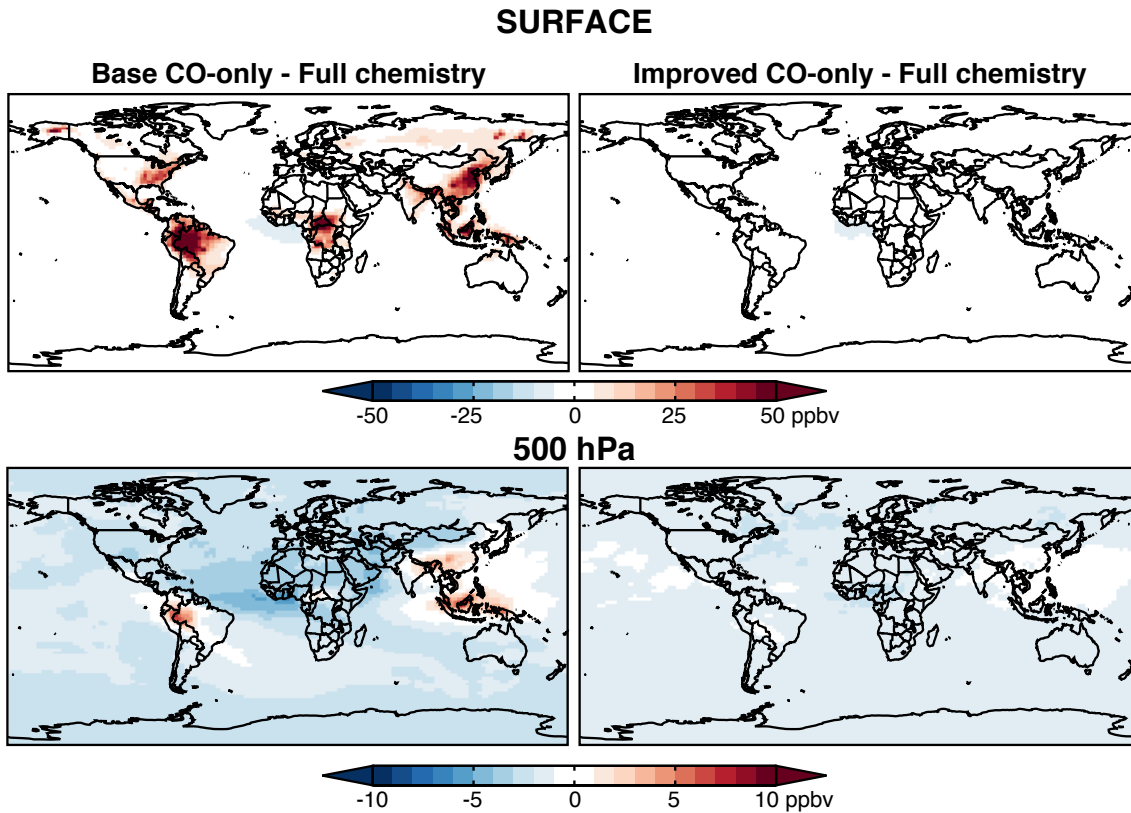 SURFACE
Base CO-only - Full chemistry
Improved CO-only - Full chemistry
-50 -25 0 25 50 ppbv
500 hPa
-10 -5 0 5 10 ppbv